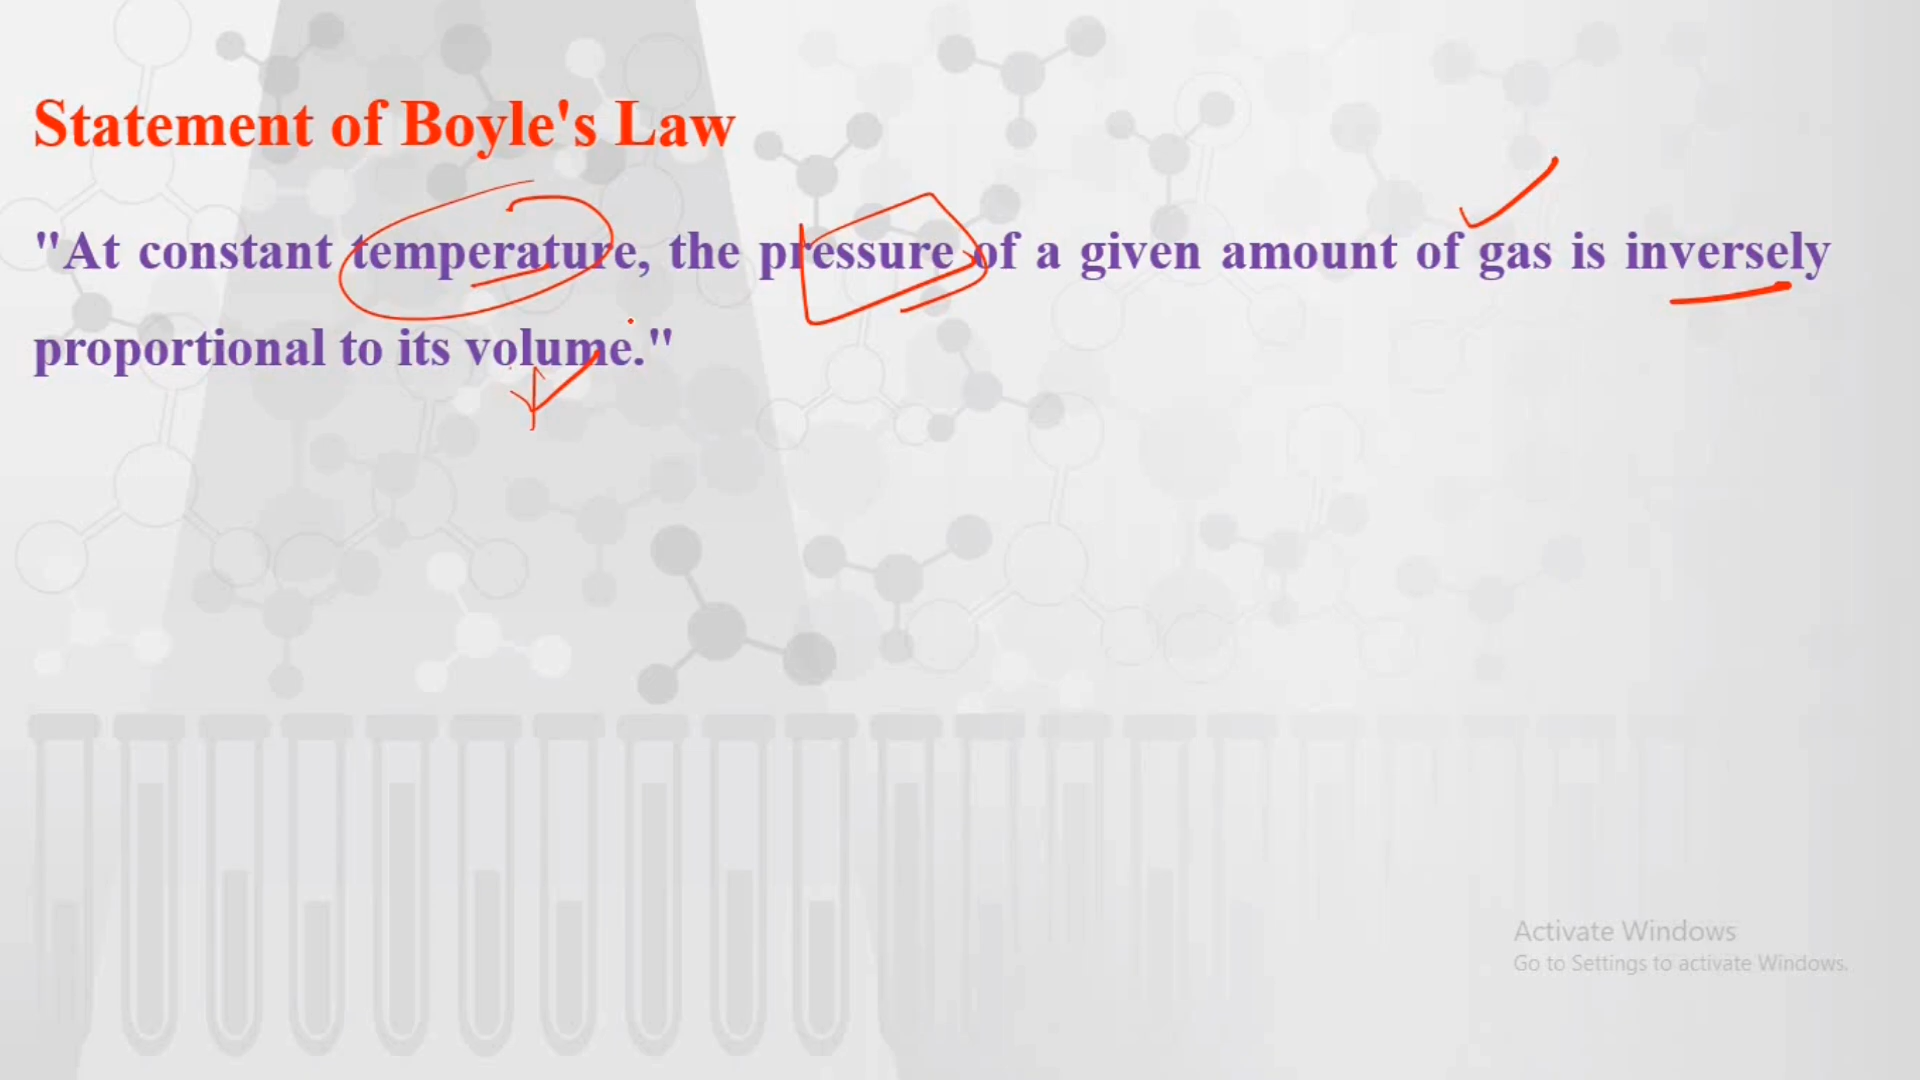 Statement of Boyle's Law
"At constant temperature, the pressure of a given amount of gas is inversely
proportional to its volume."
Activate Windows
Go to Settings to activate Windows.